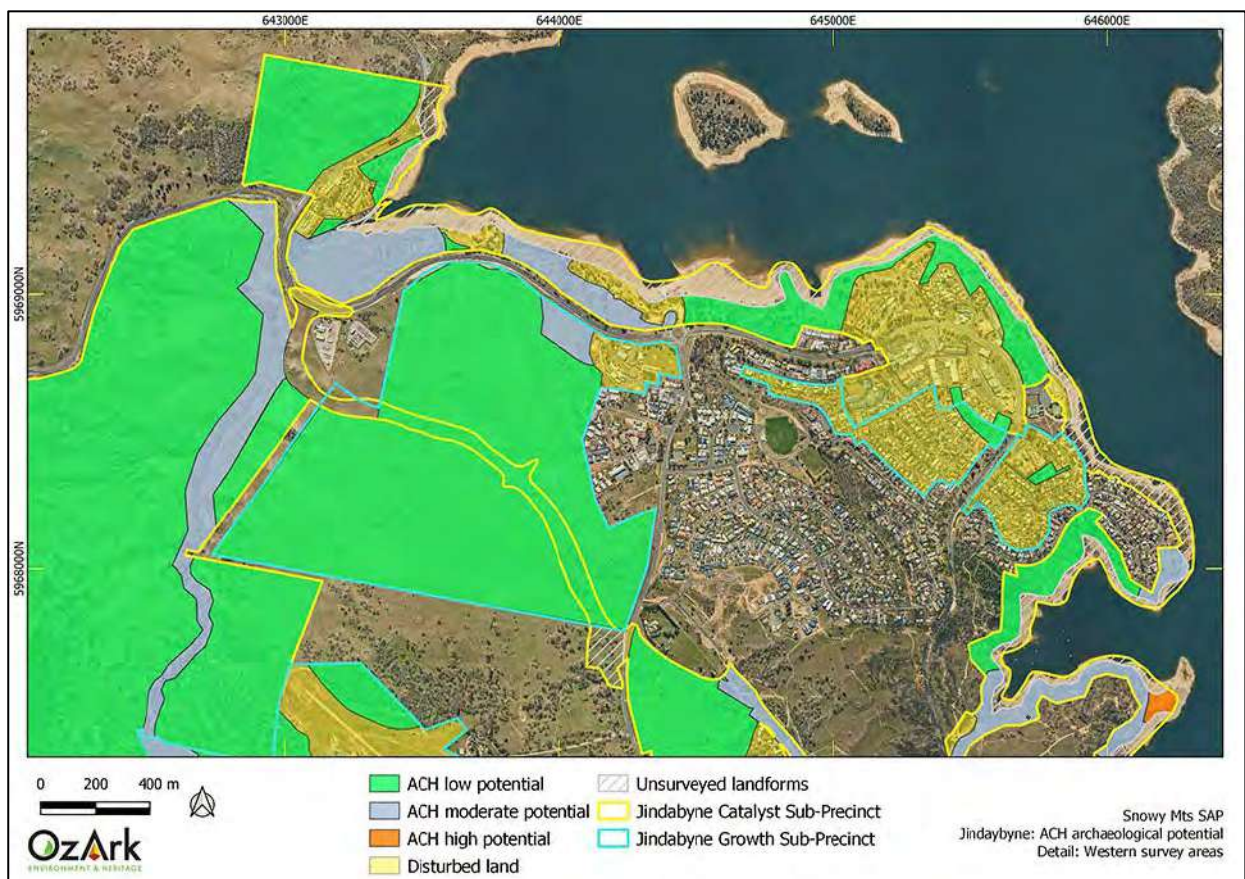 643000E 644000E 645000E 646000E
5969000N
5968000N
0 200 400 m
ACH low potential
ACH moderate potential
ACH high potential
Disturbed land
Unsurveyed landforms
Jindabyne Catalyst Sub-Precinct
Jindabyne Growth Sub-Precinct
OzArk
ENVIRONMENT & HERITAGE
Snowy Mts SAP
Jindaybyne: ACH archaeological potential
Detail: Western survey areas